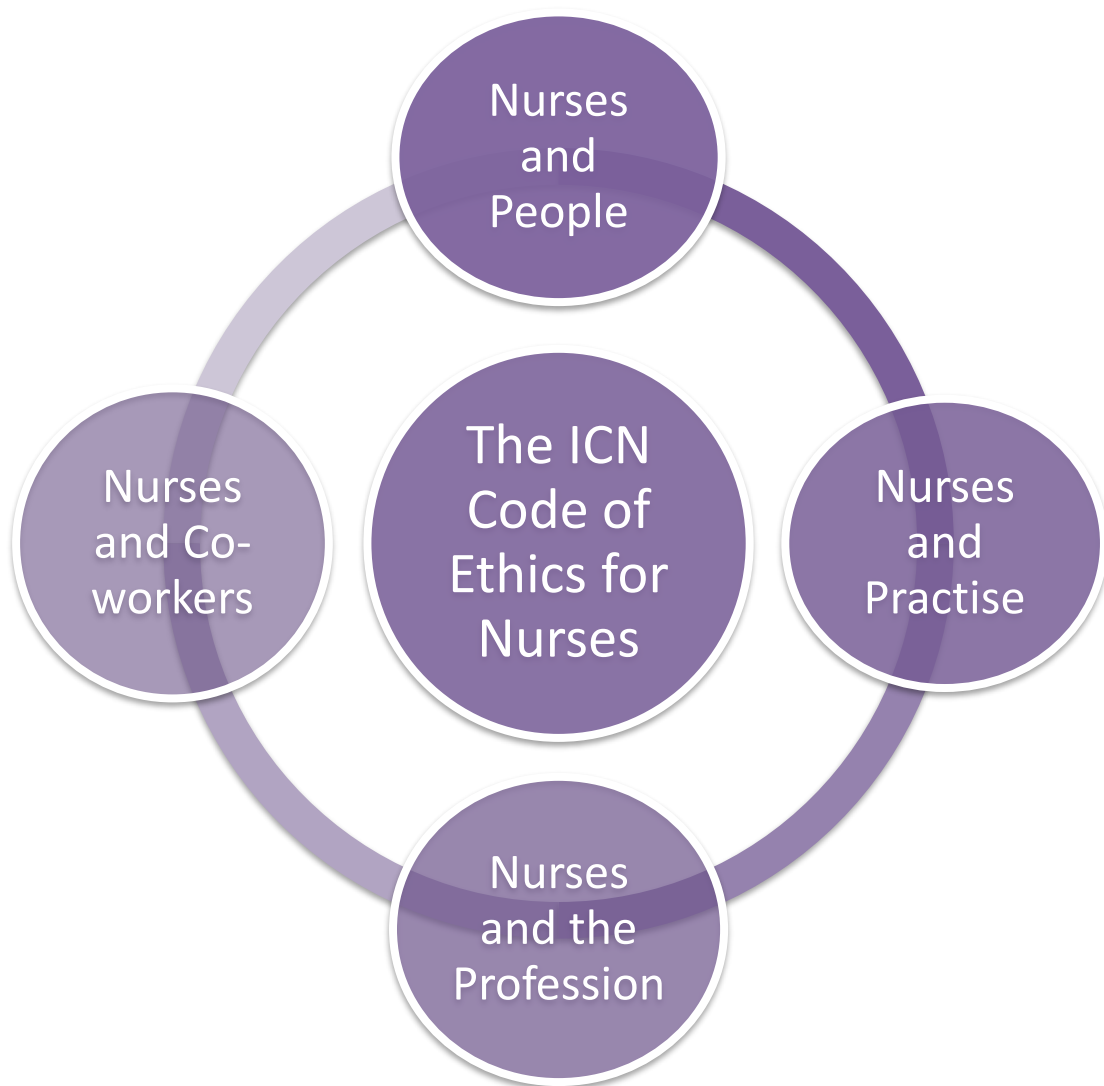 Nurses
and
People
The ICN
Code of
Ethics for
Nurses
Nurses
and Co-
workers
Nurses
and
Practise
Nurses
and the
Profession